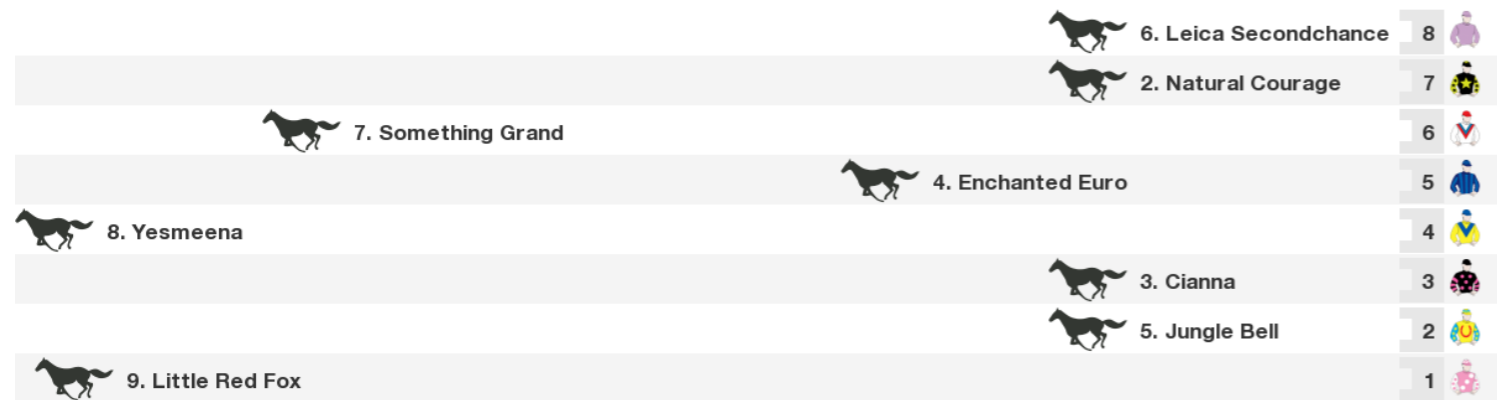 6. Leica Secondchance 8
2. Natural Courage 7
7. Something Grand 6
4. Enchanted Euro 5
8. Yesmeena 4
3. Cianna 3
5. Jungle Bell 2
9. Little Red Fox 1